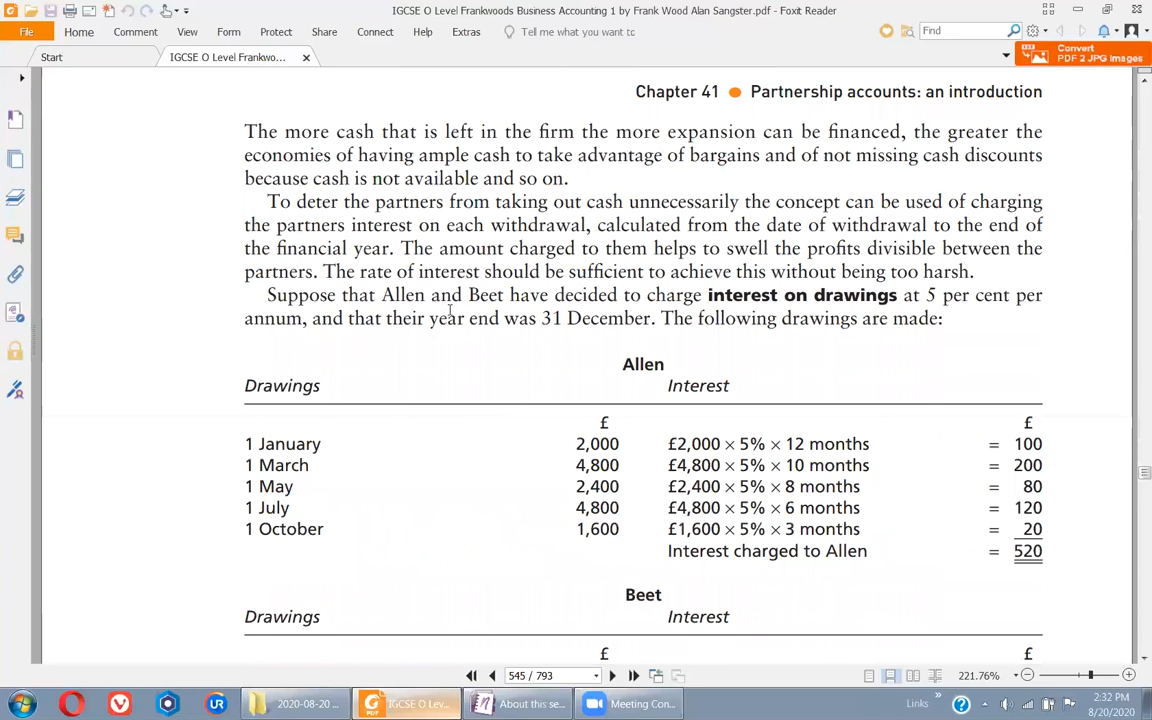 IGCSE O Level Frankwoods Business Accounting 1 by Frank Wood Alan Sangster.pdf - Foxit Reader
File Home Comment View Form Protect Share Connect Help Extras Tell me what you want to do Find
Start IGCSE O Level Frankwo... Convert
PDF 2 JPG Images
Chapter 41 ● Partnership accounts: an introduction
The more cash that is left in the firm the more expansion can be financed, the greater the
economies of having ample cash to take advantage of bargains and of not missing cash discounts
because cash is not available and so on.
To deter the partners from taking out cash unnecessarily the concept can be used of charging
the partners interest on each withdrawal, calculated from the date of withdrawal to the end of
the financial year. The amount charged to them helps to swell the profits divisible between the
partners. The rate of interest should be sufficient to achieve this without being too harsh.
Suppose that Allen and Beet have decided to charge interest on drawings at 5 per cent per
annum, and that their year end was 31 December. The following drawings are made:
Allen
Drawings Interest
£ £
1 January 2,000 £2,000 × 5% × 12 months = 100
1 March 4,800 £4,800 × 5% × 10 months = 200
1 May 2,400 £2,400 × 5% × 8 months = 80
1 July 4,800 £4,800 × 5% × 6 months = 120
1 October 1,600 £1,600 × 5% × 3 months = 20
Interest charged to Allen = 520
Beet
Drawings Interest
£ £
545 / 793 221.76%
2020-08-20 ... IGCSE O Lev... About this se... Meeting Con... Links 2:32 PM
8/20/2020